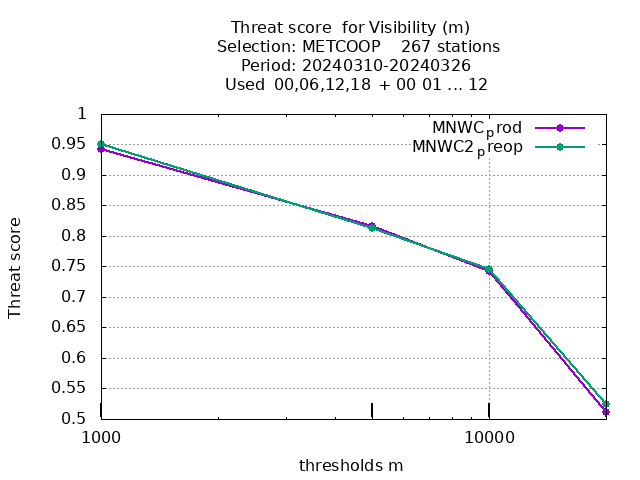 Threat score  for Visibility (m)
Selection: METCOOP    267 stations
Period: 20240310-20240326
Used  00,06,12,18 + 00 01 ... 12
MNWCprod
MNWC2preop
1
0.95
0.9
0.85
0.8
0.75
0.7
0.65
0.6
0.55
0.5
Threat score
1000
10000
thresholds m